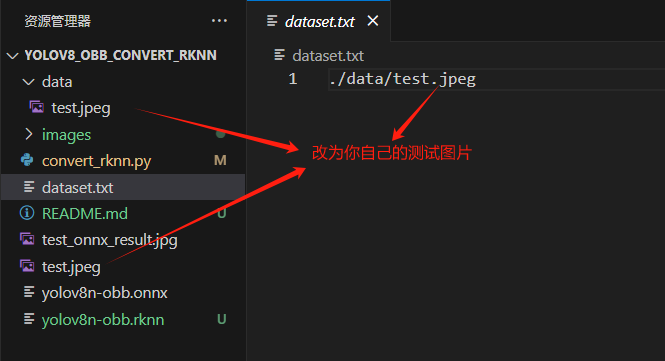 资源管理器
···
YOLOV8_OBB_CONVERT_RKNN
data
test.jpeg
images
convert_rknn.py M
dataset.txt
README.md U
test_onnx_result.jpg
test.jpeg
yolov8n-obb.onnx
yolov8n-obb.rknn U
dataset.txt
dataset.txt
1 ./data/test.jpeg
改为你自己的测试图片